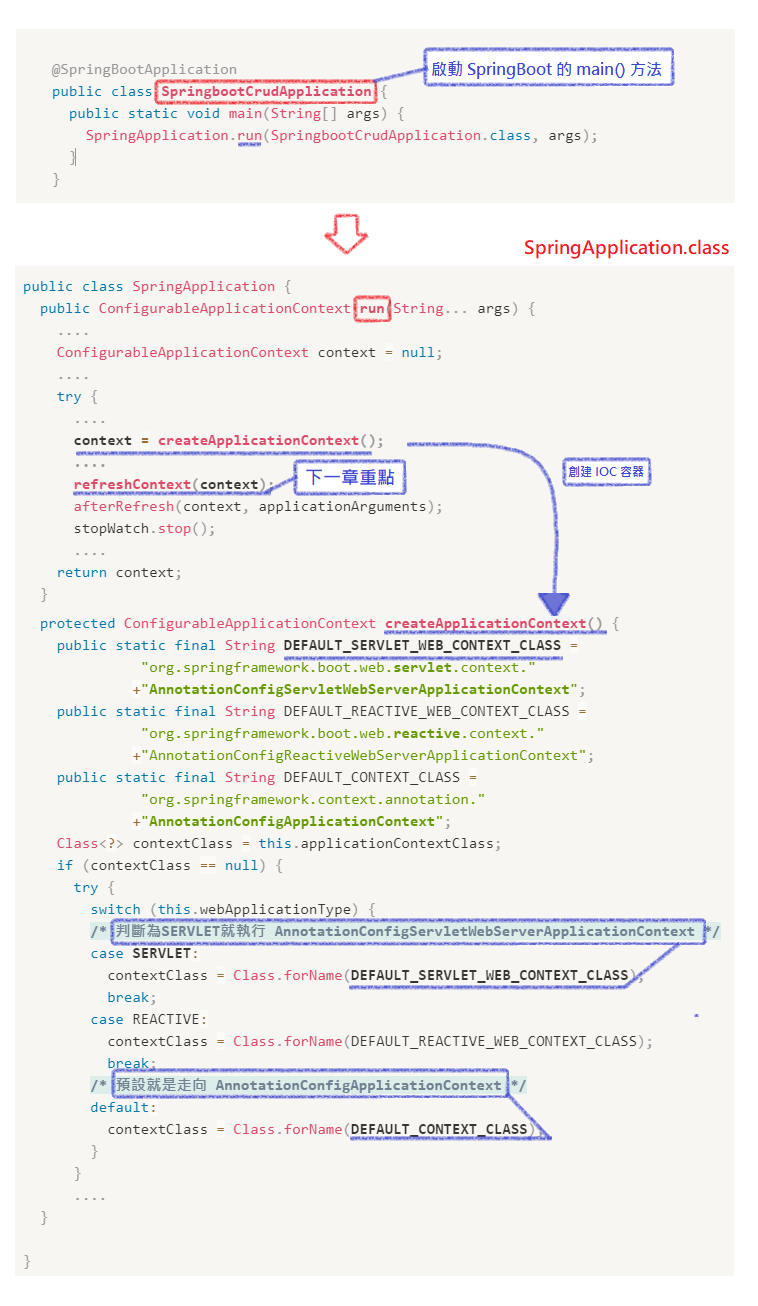 @SpringBootApplication
啟動 SpringBoot 的 main() 方法
public class SpringbootCrudApplication {
public static void main(String[] args) {
SpringApplication.run(SpringbootCrudApplication.class, args);
}
}
SpringApplication.class
public class SpringApplication {
public ConfigurableApplicationContext run(String... args) {
....
ConfigurableApplicationContext context = null;
....
try {
....
context = createApplicationContext();
....
創建 IOC 容器
下一章重點
refreshContext(context);
afterRefresh(context, applicationArguments);
stopWatch.stop();
....
return context;
}
protected ConfigurableApplicationContext createApplicationContext() {
public static final String DEFAULT_SERVLET_WEB_CONTEXT_CLASS =
"org.springframework.boot.web.servlet.context."
+"AnnotationConfigServletWebServerApplicationContext";
public static final String DEFAULT_REACTIVE_WEB_CONTEXT_CLASS =
"org.springframework.boot.web.reactive.context."
+"AnnotationConfigReactiveWebServerApplicationContext";
public static final String DEFAULT_CONTEXT_CLASS =
"org.springframework.context.annotation."
+"AnnotationConfigApplicationContext";
Class<?> contextClass = this.applicationContextClass;
if (contextClass == null) {
try {
switch (this.webApplicationType) {
/* 判斷為SERVLET就執行 AnnotationConfigServletWebServerApplicationContext */
case SERVLET:
contextClass = Class.forName(DEFAULT_SERVLET_WEB_CONTEXT_CLASS);
break;
case REACTIVE:
contextClass = Class.forName(DEFAULT_REACTIVE_WEB_CONTEXT_CLASS);
break;
/* 預設就是走向 AnnotationConfigApplicationContext */
default:
contextClass = Class.forName(DEFAULT_CONTEXT_CLASS);
}
}
....
}
}